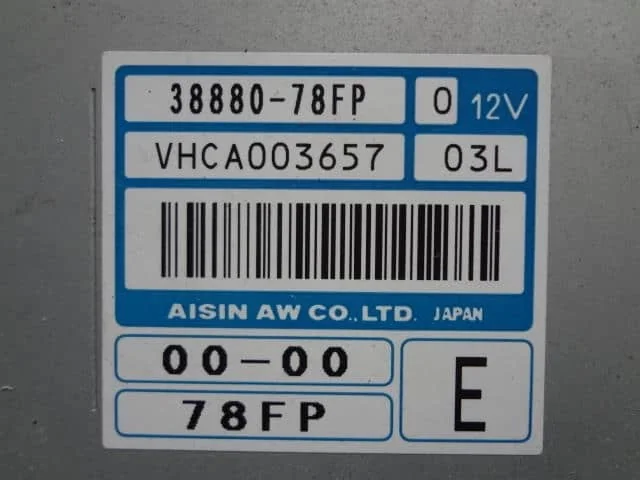 38880-78FP 0 12V
VHCA003657 03L
AISIN AW CO.,LTD. JAPAN
00-00
78FP
E